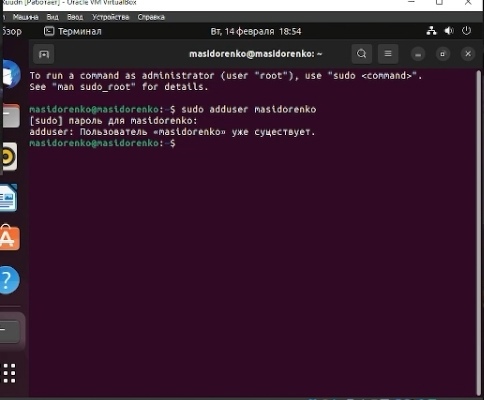 [Работает] - Oracle VM VirtualBox
Машина Вид Ввод Устройства Справка
бзор Терминал Вт, 14 февраля 18:54
masidorenko@masidorenko: ~
To run a command as administrator (user "root"), use "sudo <command>".
See "man sudo_root" for details.
masidorenko@masidorenko:~$ sudo adduser masidorenko
[sudo] пароль для masidorenko:
adduser: Пользователь «masidorenko» уже существует.
masidorenko@masidorenko:~$